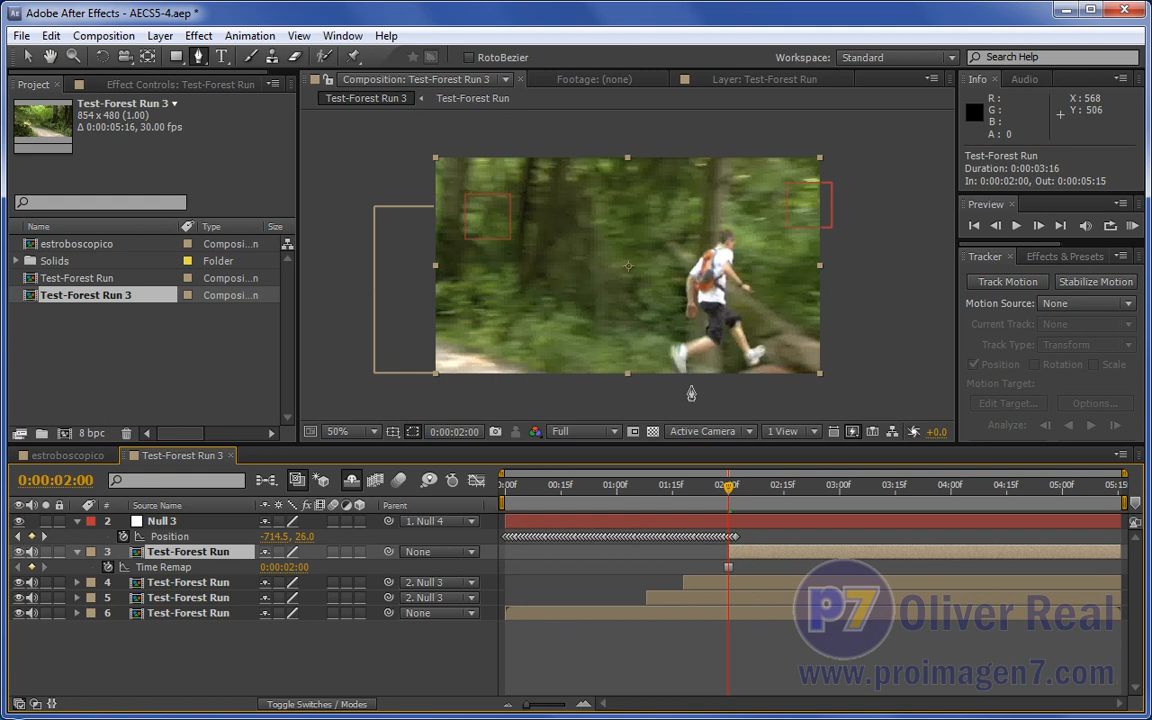 Adobe After Effects - AECS5-4.aep *
File Edit Composition Layer Effect Animation View Window Help
RotoBezier
Workspace: Standard
Search Help
Project
Effect Controls: Test-Forest Run
Composition: Test-Forest Run 3
Footage: (none)
Layer: Test-Forest Run
Info
Audio
Test-Forest Run 3
854 x 480 (1.00)
Δ 0:00:05:16, 30.00 fps
Test-Forest Run 3
Test-Forest Run
R :
G :
B :
A : 0
X : 568
Y : 506
Test-Forest Run
Duration: 0:00:03:16
In: 0:00:02:00, Out: 0:00:05:15
Preview
Name
Type
estroboscopico
Composi...n
Solids
Folder
Test-Forest Run
Composi...n
Test-Forest Run 3
Composi...n
Tracker
Effects & Presets
Track Motion
Stabilize Motion
Motion Source: None
Current Track: None
Track Type: Transform
Position Rotation Scale
Motion Target:
Edit Target...
Options...
Analyze:
8 bpc
50%
0:00:02:00
Full
Active Camera
1 View
+0.0
estroboscopico
Test-Forest Run 3
0:00:02:00
:00f 00:15f 01:00f 01:15f 02:00f 02:15f 03:00f 03:15f 04:00f 04:15f 05:00f 05:15
# Source Name
Parent
2 Null 3
1. Null 4
Position
-714.5, 26.0
3 Test-Forest Run
None
Time Remap
0:00:02:00
4 Test-Forest Run
2. Null 3
5 Test-Forest Run
2. Null 3
6 Test-Forest Run
None
Toggle Switches / Modes
p7 Oliver Real
www.proimagen7.com